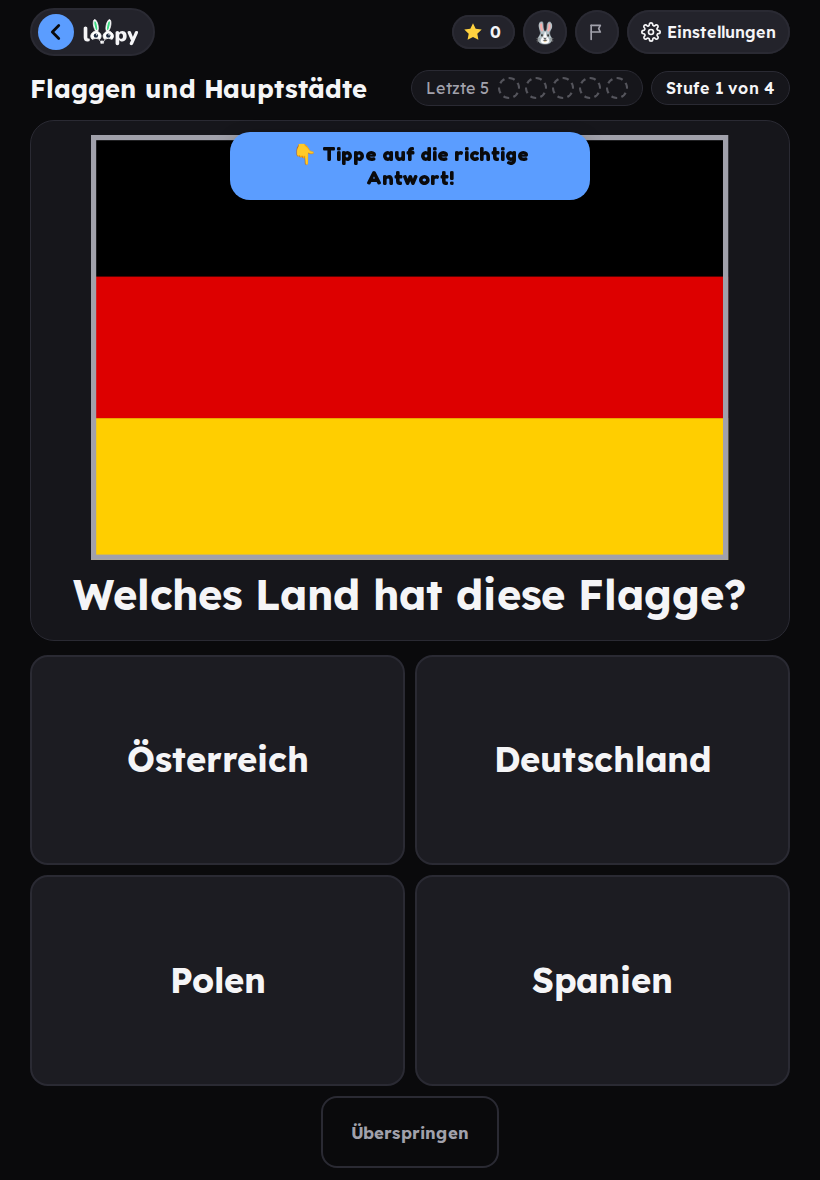 loopy
0
Einstellungen
Flaggen und Hauptstädte
Letzte 5
Stufe 1 von 4
👇 Tippe auf die richtige
Antwort!
Welches Land hat diese Flagge?
Österreich
Deutschland
Polen
Spanien
Überspringen